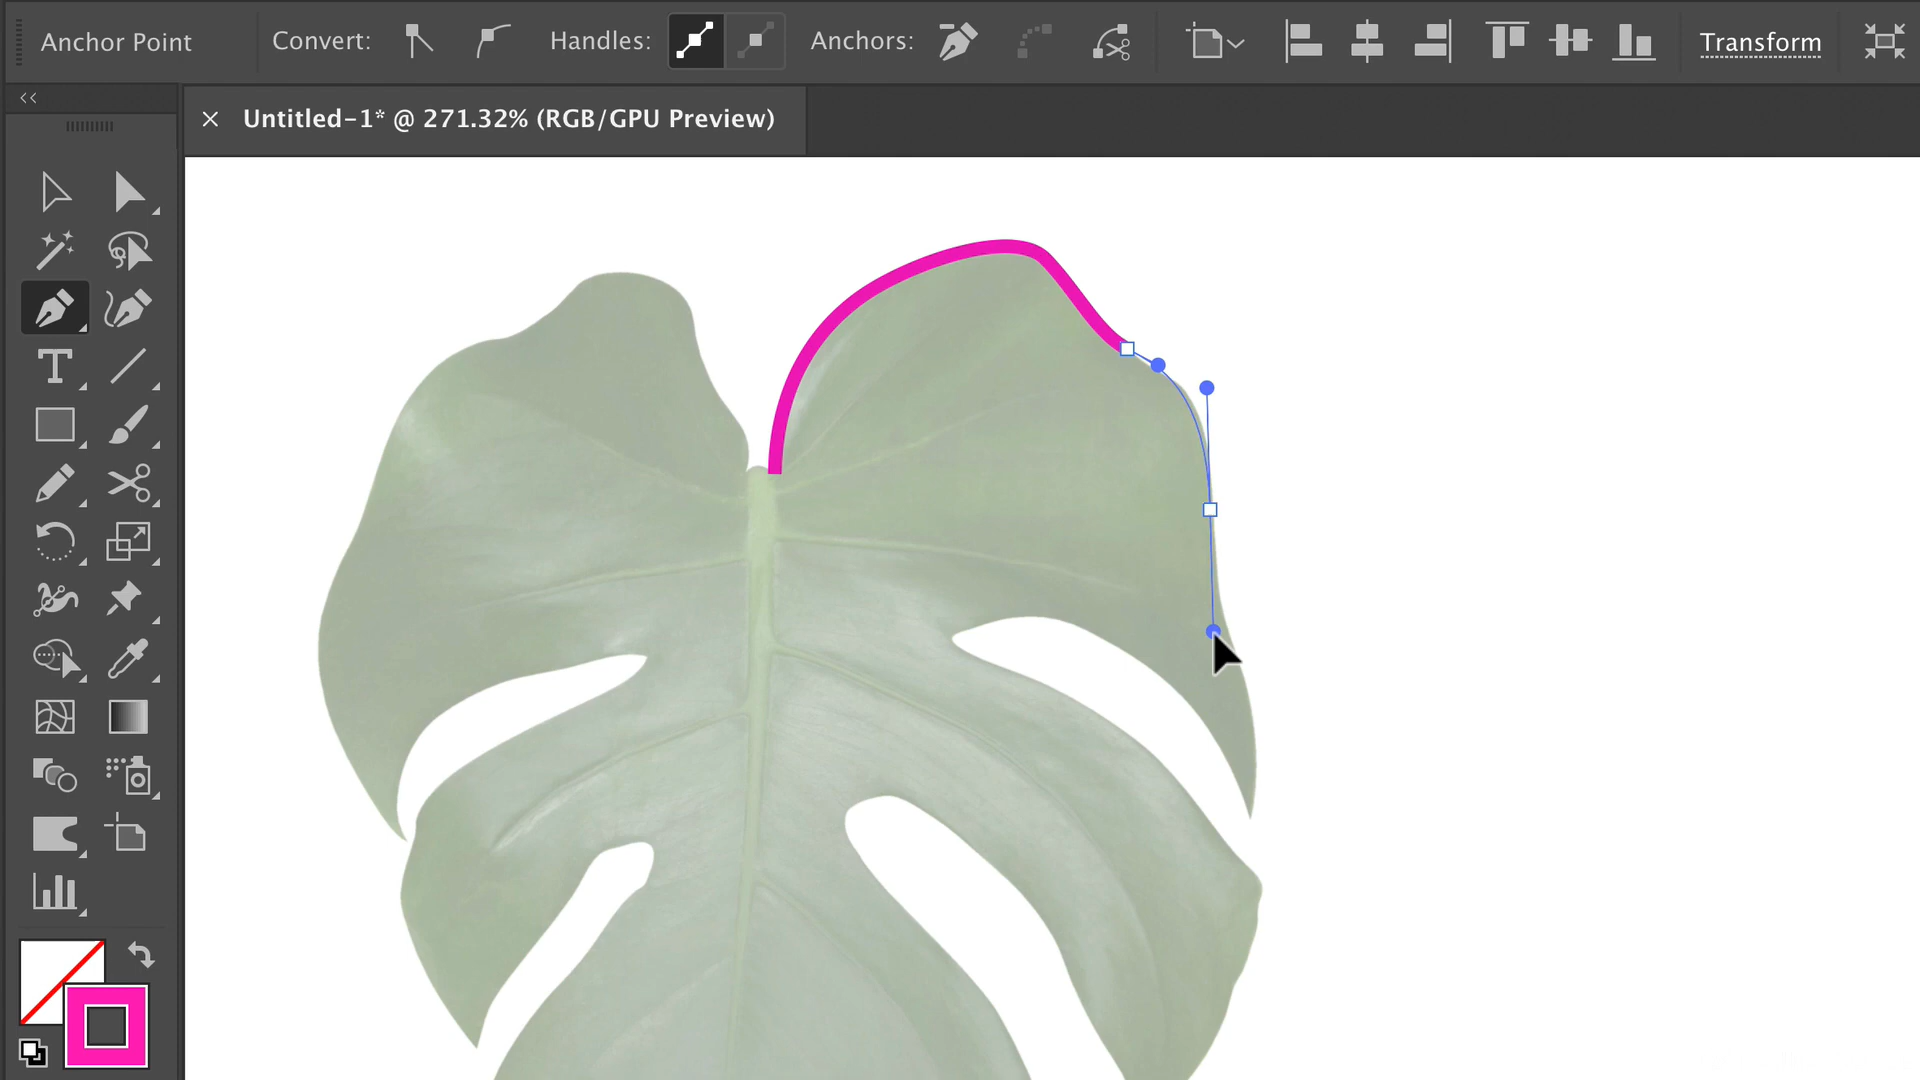 Anchor Point Convert: Handles: Anchors: Transform
Untitled-1* @ 271.32% (RGB/GPU Preview)